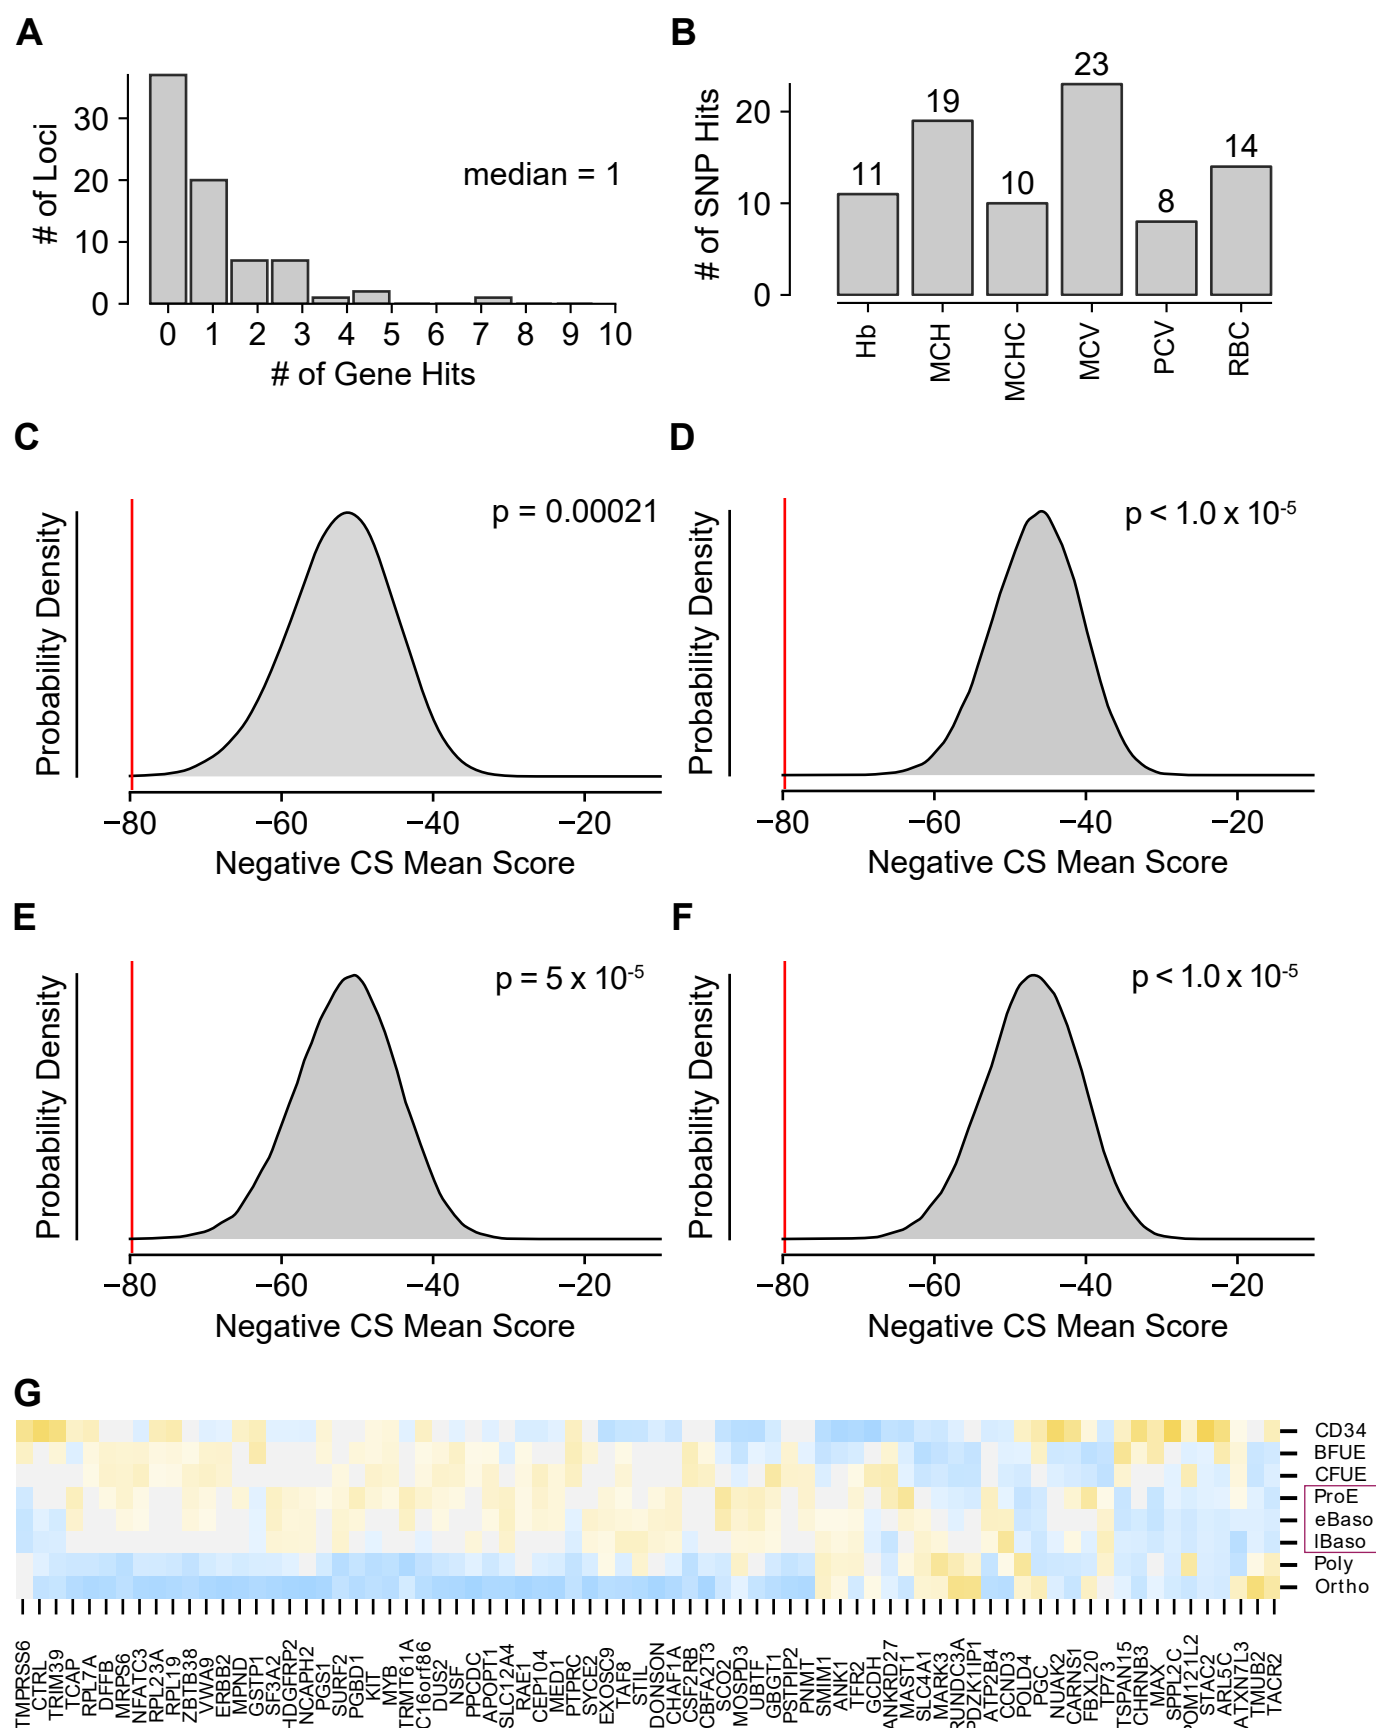 A
# of Loci
30
20
10
0
median = 1
0 1 2 3 4 5 6 7 8 9 10
# of Gene Hits
B
# of SNP Hits
20
10
0
11
19
10
23
8
14
Hb
MCH
MCHC
MCV
PCV
RBC
C
Probability Density
p = 0.00021
−80 −60 −40 −20
Negative CS Mean Score
D
Probability Density
p < 1.0 x 10-5
−80 −60 −40 −20
Negative CS Mean Score
E
Probability Density
p = 5 x 10-5
−80 −60 −40 −20
Negative CS Mean Score
F
Probability Density
p < 1.0 x 10-5
−80 −60 −40 −20
Negative CS Mean Score
G
CD34
BFUE
CFUE
ProE
eBaso
lBaso
Poly
Ortho
TMPRSS6
CTRL
TRIM39
TCAP
RPL7A
DFFB
MRPS6
NFATC3
RPL23A
RPL19
ZBTB38
VWA9
ERBB2
MPND
GSTP1
SF3A2
HDGFRP2
NCAPH2
PGS1
SURF2
PGBD1
KIT
MYB
TRMT61A
C16orf86
DUS2
NSF
PPCDC
APOPT1
SLC12A4
RAE1
CEP104
MED1
PTPRC
SYCE2
EXOSC9
TAF8
STIL
DONSON
CHAF1A
CSF2RB
CBFA2T3
SCO2
MOSPD3
UBTF
GBGT1
PSTPIP2
PNMT
SMIM1
ANK1
TFR2
GCDH
ANKRD27
MAST1
SLC4A1
MARK3
RUNDC3A
PDZK1IP1
ATP2B4
CCND3
POLD4
PGC
NUAK2
CARNS1
FBXL20
TP73
TSPAN15
CHRNB3
MAX
SPPL2C
POM121L2
STAC2
ARL5C
ATXN7L3
TMUB2
TACR2